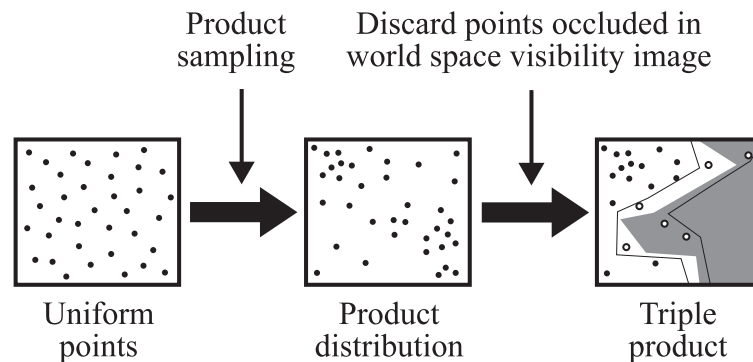 Product
sampling
Discard points occluded in
world space visibility image
Uniform
points
Product
distribution
Triple
product